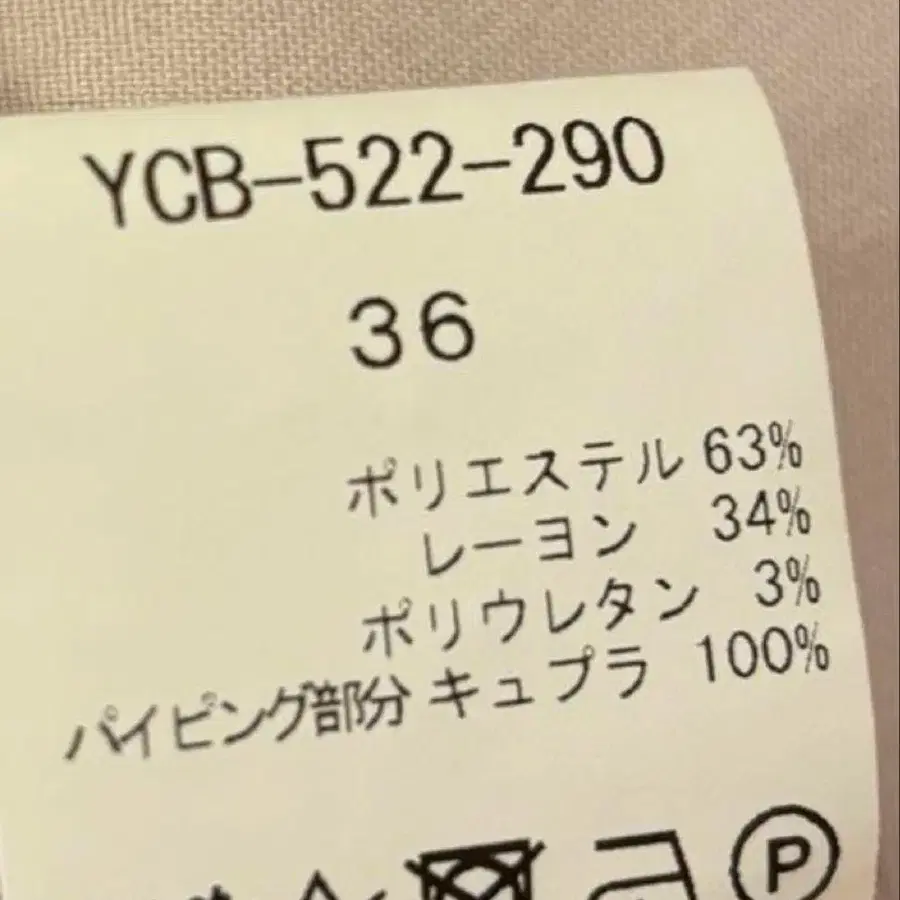 YCB-522-290
36
ポリエステル 63%
レーヨン 34%
ポリウレタン 3%
パイピング部分 キュプラ 100%
P